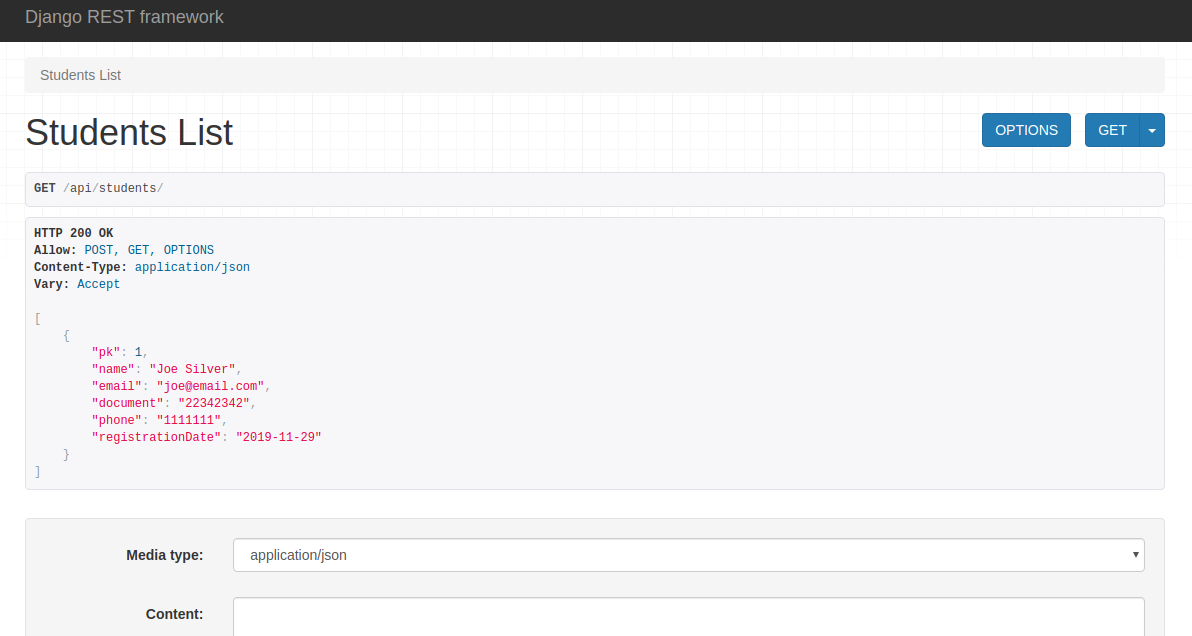 Django REST framework
Students List
Students List
OPTIONS
GET
GET /api/students/
HTTP 200 OK
Allow: POST, GET, OPTIONS
Content-Type: application/json
Vary: Accept
[
    {
        "pk": 1,
        "name": "Joe Silver",
        "email": "joe@email.com",
        "document": "22342342",
        "phone": "1111111",
        "registrationDate": "2019-11-29"
    }
]
Media type: application/json
Content: